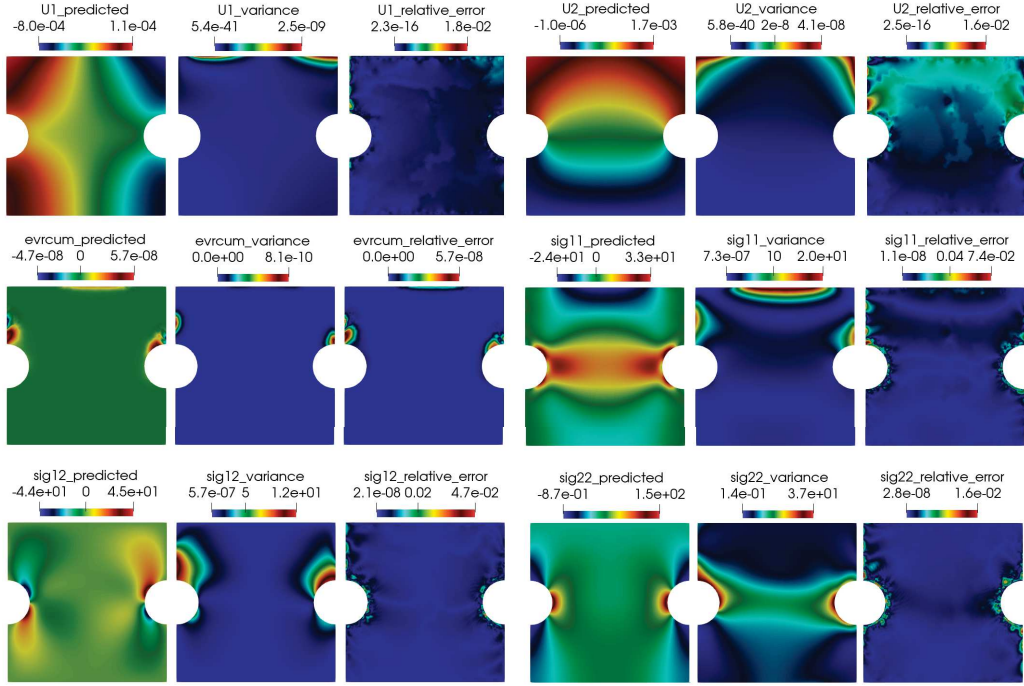 U1_predicted
-8.0e-04 1.1e-04
U1_variance
5.4e-41 2.5e-09
U1_relative_error
2.3e-16 1.8e-02
U2_predicted
-1.0e-06 1.7e-03
U2_variance
5.8e-40 2e-8 4.1e-08
U2_relative_error
2.5e-16 1.6e-02
evrcum_predicted
-4.7e-08 0 5.7e-08
evrcum_variance
0.0e+00 8.1e-10
evrcum_relative_error
0.0e+00 5.7e-08
sig11_predicted
-2.4e+01 0 3.3e+01
sig11_variance
7.3e-07 10 2.0e+01
sig11_relative_error
1.1e-08 0.04 7.4e-02
sig12_predicted
-4.4e+01 0 4.5e+01
sig12_variance
5.7e-07 5 1.2e+01
sig12_relative_error
2.1e-08 0.02 4.7e-02
sig22_predicted
-8.7e-01 1.5e+02
sig22_variance
1.4e-01 3.7e+01
sig22_relative_error
2.8e-08 1.6e-02